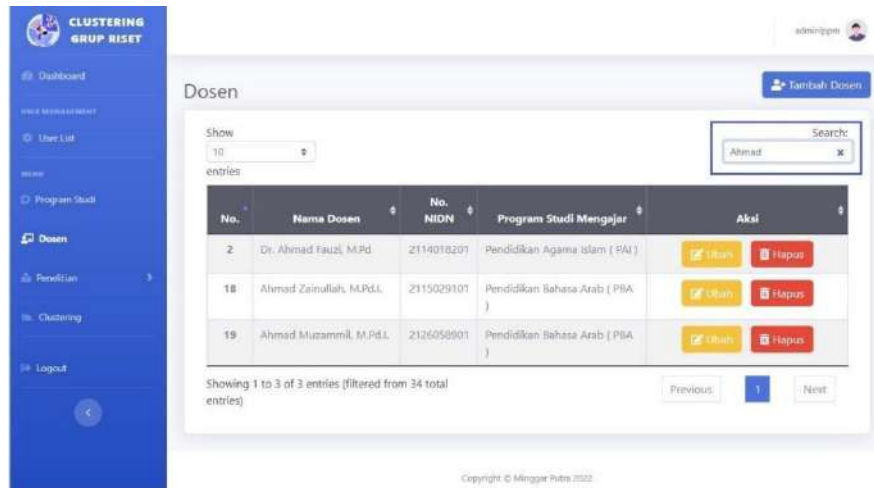 CLUSTERING
GRUP RISET
adminlppm
Dashboard
USER MANAGEMENT
User List
MENU
Program Studi
Dosen
Penelitian
Clustering
Logout
Dosen
Tambah Dosen
Show
10
entries
Search:
Ahmad
No. Nama Dosen No. NIDN Program Studi Mengajar Aksi
2 Dr. Ahmad Fauzi, M.Pd 2114018201 Pendidikan Agama Islam ( PAI ) Ubah Hapus
18 Ahmad Zainullah, M.Pd.I. 2115029101 Pendidikan Bahasa Arab ( PBA
) Ubah Hapus
19 Ahmad Muzammil, M.Pd.I. 2126058901 Pendidikan Bahasa Arab ( PBA
) Ubah Hapus
Showing 1 to 3 of 3 entries (filtered from 34 total
entries)
Previous 1 Next
Copyright © Minggar Putra 2022